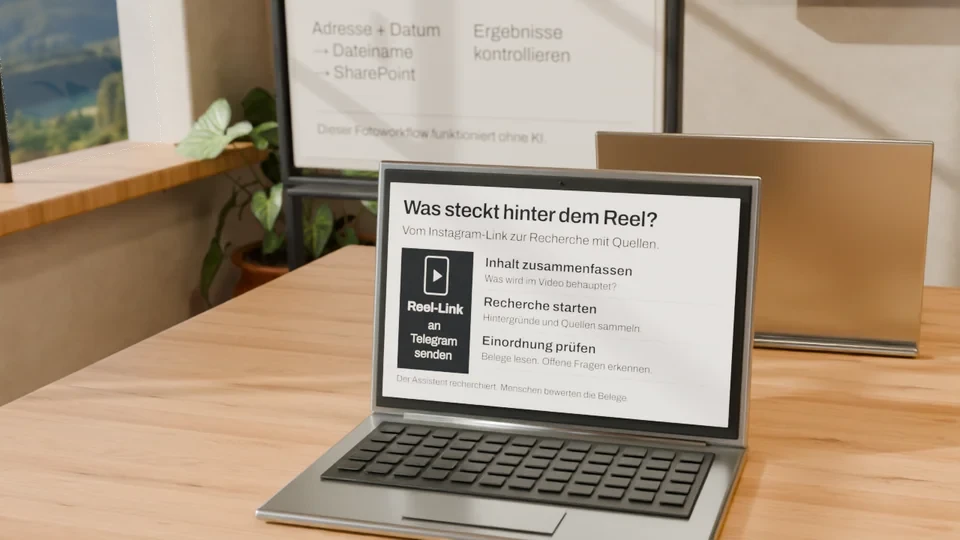 Adresse + Datum
→ Dateiname
→ SharePoint
Ergebnisse
kontrollieren
Dieser Fotoworkflow funktioniert ohne KI.
Was steckt hinter dem Reel?
Vom Instagram-Link zur Recherche mit Quellen.
Reel-Link
an
Telegram
senden
Inhalt zusammenfassen
Was wird im Video behauptet?
Recherche starten
Hintergründe und Quellen sammeln.
Einordnung prüfen
Belege lesen. Offene Fragen erkennen.
Der Assistent recherchiert. Menschen bewerten die Belege.